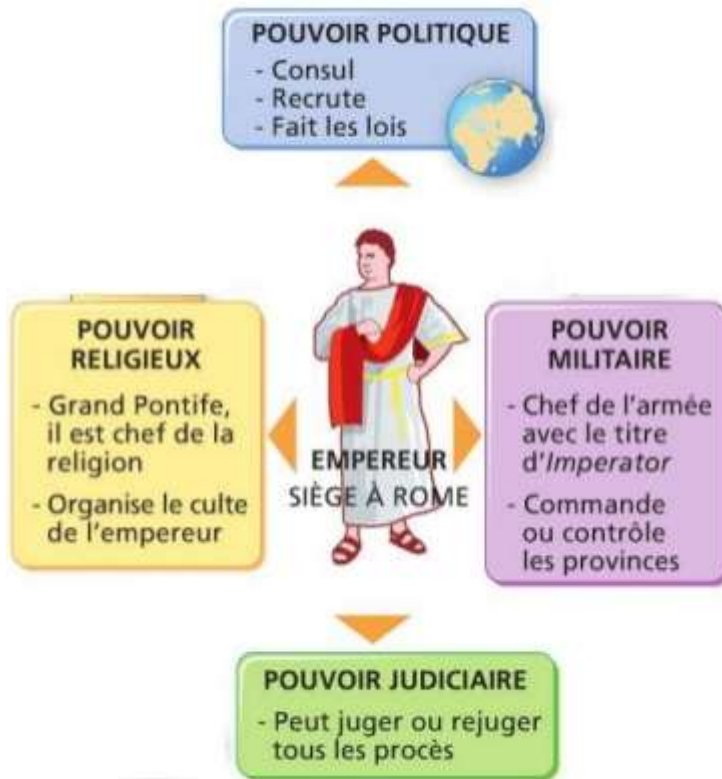 POUVOIR POLITIQUE
- Consul
- Recrute
- Fait les lois
POUVOIR
RELIGIEUX
- Grand Pontife,
il est chef de la
religion
- Organise le culte
de l'empereur
EMPEREUR
SIÈGE À ROME
POUVOIR
MILITAIRE
- Chef de l'armée
avec le titre
d'Imperator
- Commande
ou contrôle
les provinces
POUVOIR JUDICIAIRE
- Peut juger ou rejuger
tous les procès